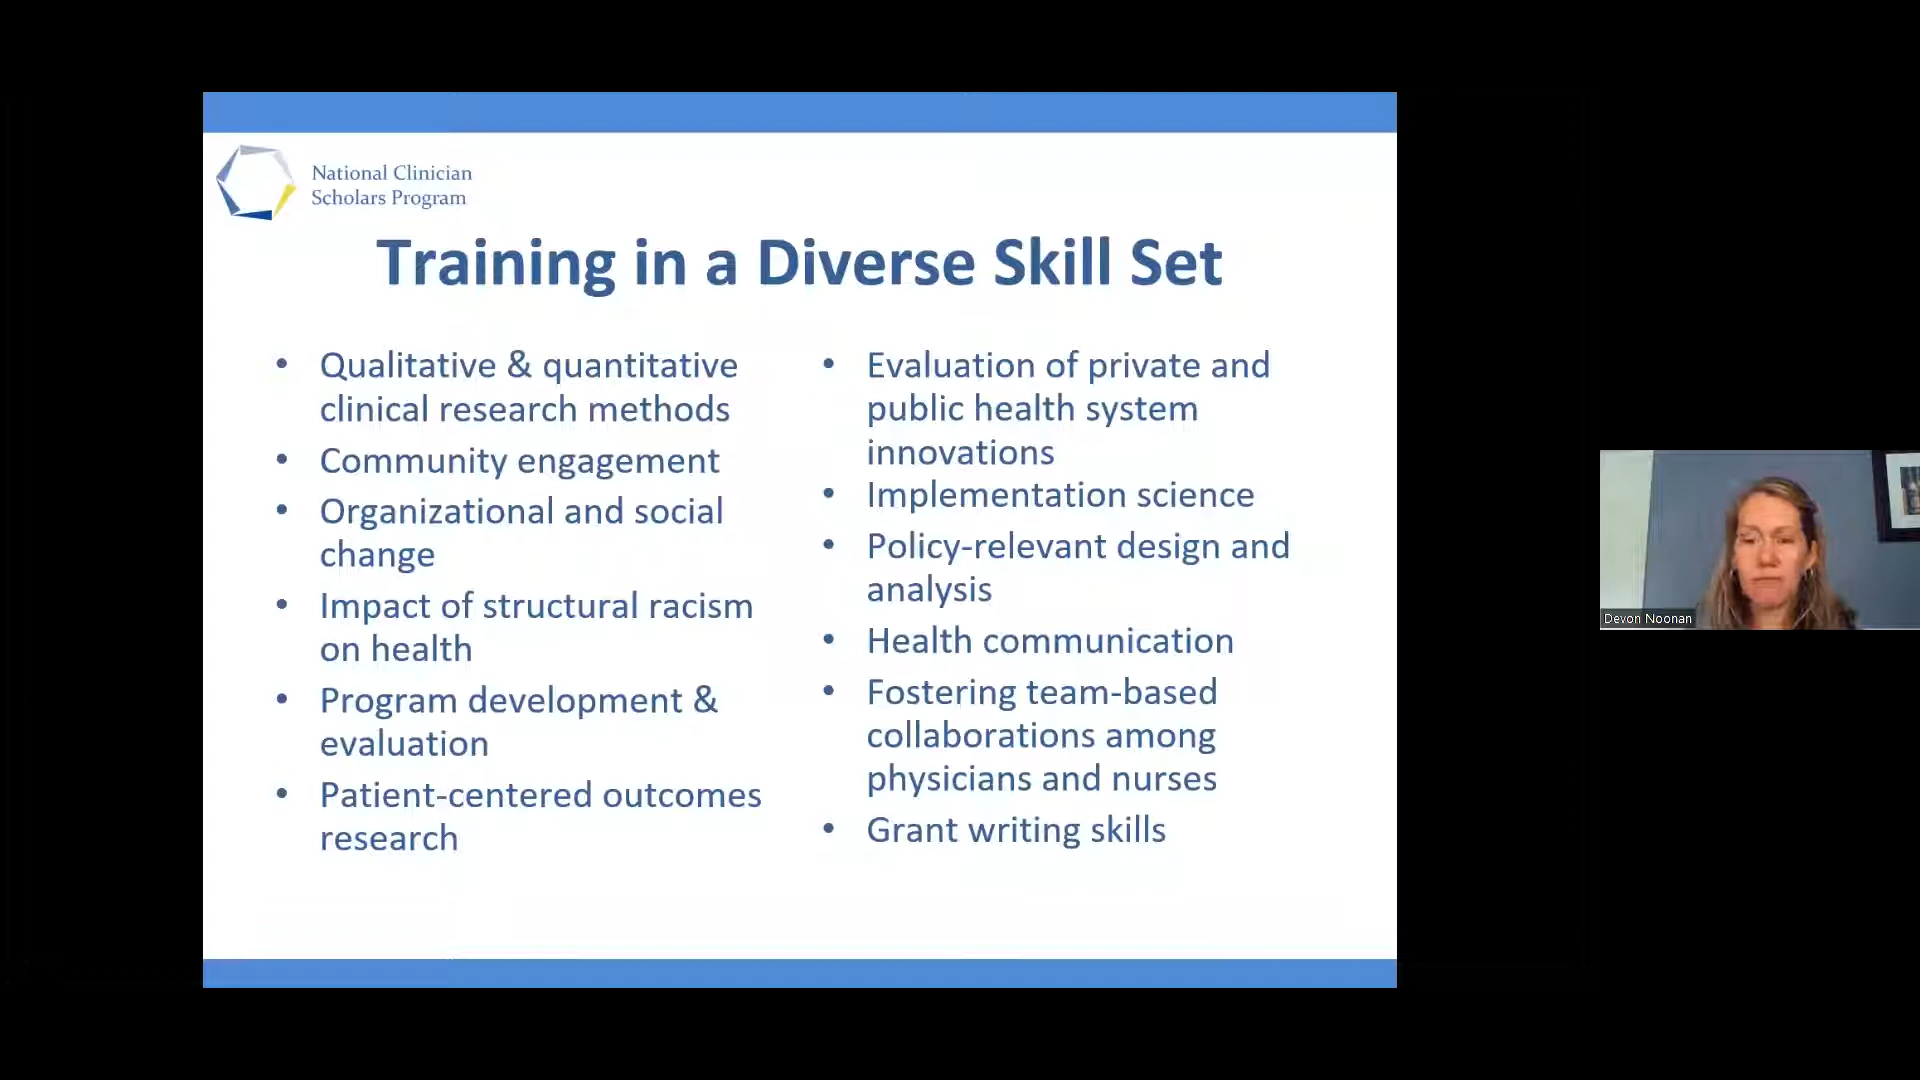 National Clinician
Scholars Program
Training in a Diverse Skill Set
• Qualitative & quantitative
clinical research methods
• Community engagement
• Organizational and social
change
• Impact of structural racism
on health
• Program development &
evaluation
• Patient-centered outcomes
research
• Evaluation of private and
public health system
innovations
• Implementation science
• Policy-relevant design and
analysis
• Health communication
• Fostering team-based
collaborations among
physicians and nurses
• Grant writing skills
Devon Noonan